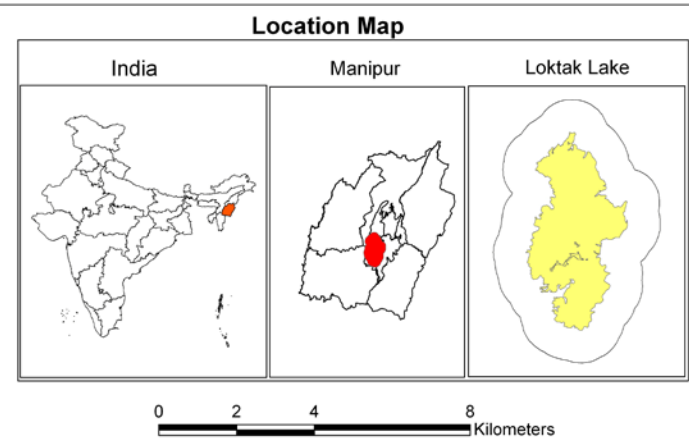 Location Map
India
Manipur
Loktak Lake
0 2 4 8
Kilometers